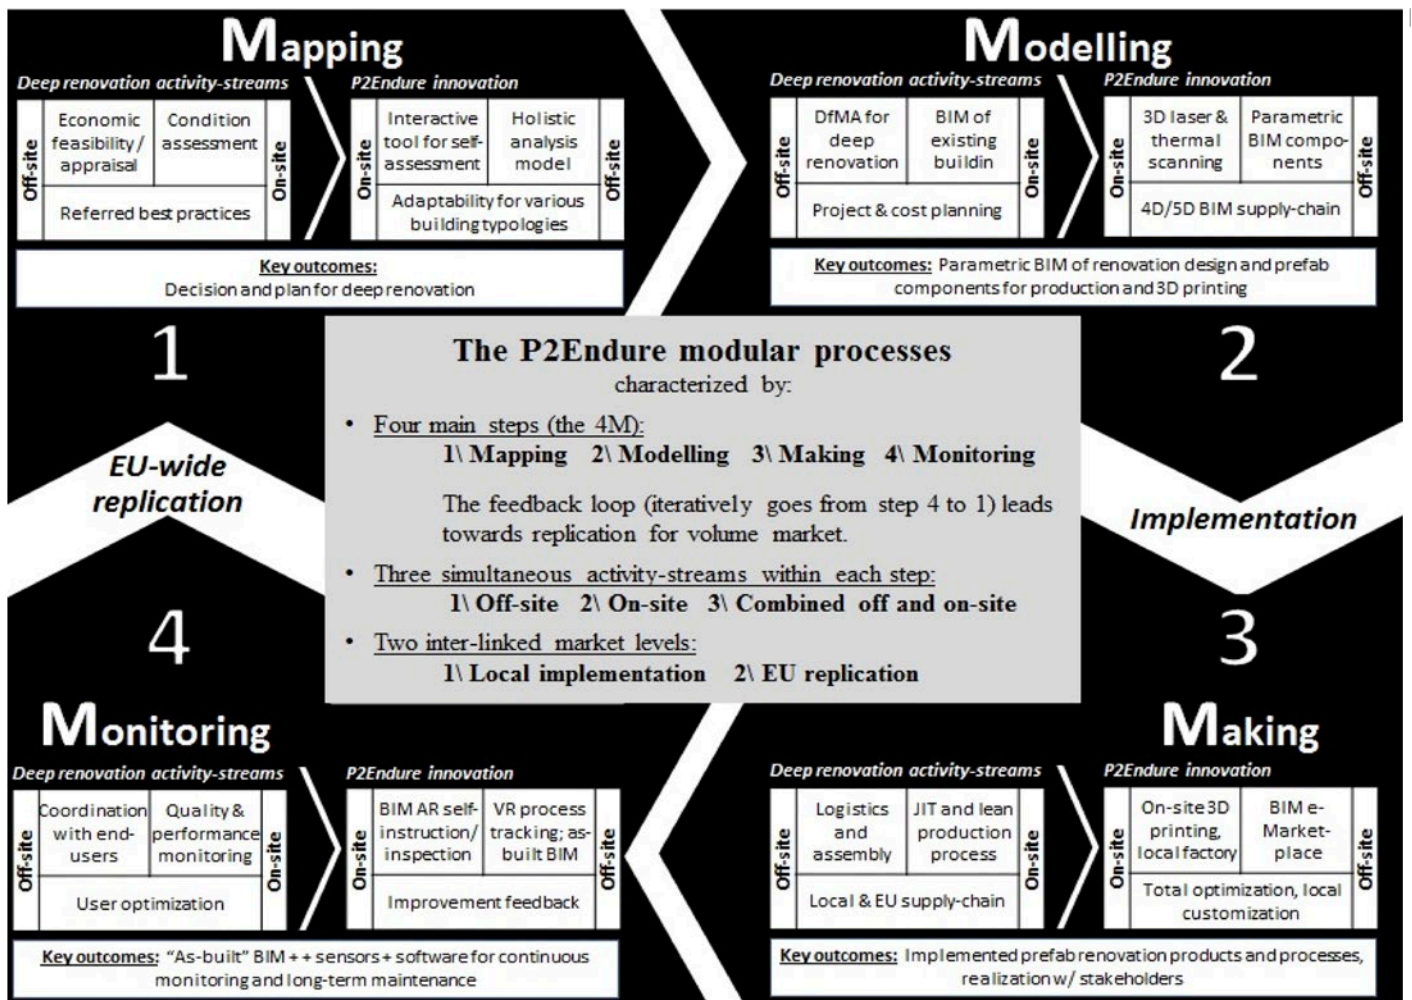 Mapping
Deep renovation activity-streams
P2Endure innovation
Off-site
Economic
feasibility /
appraisal
Condition
assessment
On-site
Referred best practices
On-site
Interactive
tool for self-
assessment
Holistic
analysis
model
Off-site
Adaptability for various
building typologies
Key outcomes:
Decision and plan for deep renovation
1
Modelling
Deep renovation activity-streams
P2Endure innovation
Off-site
DfMA for
deep
renovation
BIM of
existing
buildin
On-site
Project & cost planning
On-site
3D laser &
thermal
scanning
Parametric
BIM compo-
nents
Off-site
4D/5D BIM supply-chain
Key outcomes: Parametric BIM of renovation design and prefab
components for production and 3D printing
2
The P2Endure modular processes
characterized by:
• Four main steps (the 4M):
1\ Mapping 2\ Modelling 3\ Making 4\ Monitoring
The feedback loop (iteratively goes from step 4 to 1) leads
towards replication for volume market.
• Three simultaneous activity-streams within each step:
1\ Off-site 2\ On-site 3\ Combined off and on-site
• Two inter-linked market levels:
1\ Local implementation 2\ EU replication
EU-wide
replication
Implementation
4
Monitoring
Deep renovation activity-streams
P2Endure innovation
Off-site
Coordination
with end-
users
Quality &
performance
monitoring
On-site
User optimization
On-site
BIM AR self-
instruction/
inspection
VR process
tracking; as-
built BIM
Off-site
Improvement feedback
Key outcomes: “As-built” BIM ++ sensors + software for continuous
monitoring and long-term maintenance
3
Making
Deep renovation activity-streams
P2Endure innovation
Off-site
Logistics
and
assembly
JIT and lean
production
process
On-site
Local & EU supply-chain
On-site
On-site 3D
printing,
local factory
BIM e-
Market-
place
Off-site
Total optimization, local
customization
Key outcomes: Implemented prefab renovation products and processes,
realization w/ stakeholders